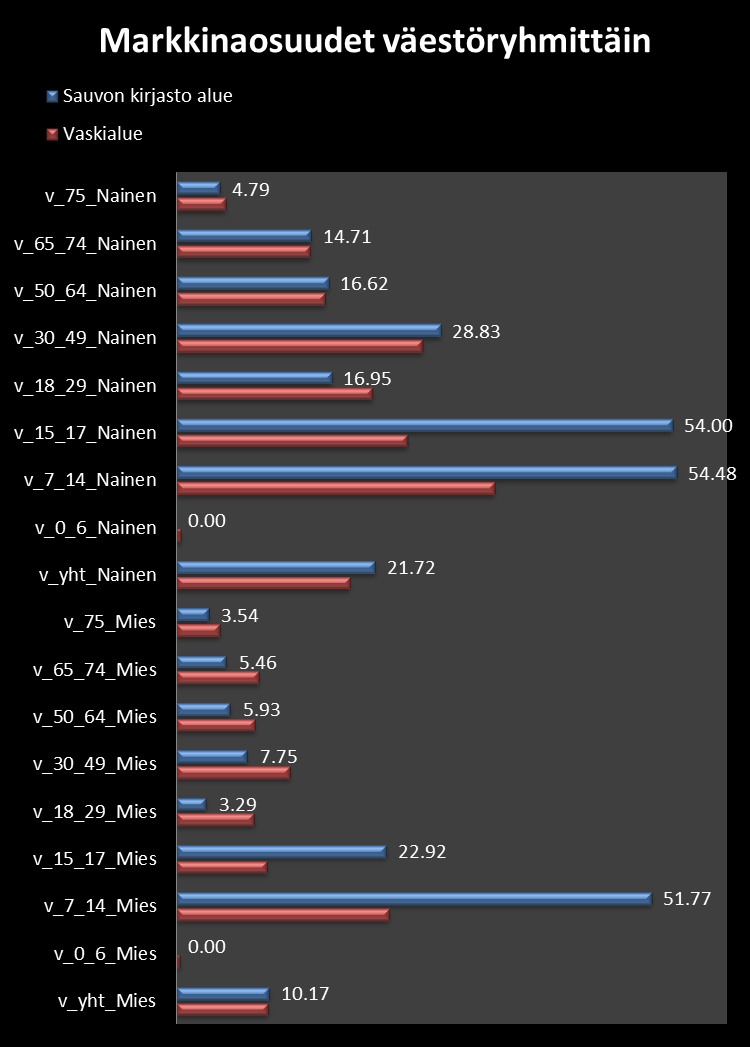 Markkinaosuudet väestöryhmittäin
Sauvon kirjasto alue
Vaskialue
v_75_Nainen 4.79
v_65_74_Nainen 14.71
v_50_64_Nainen 16.62
v_30_49_Nainen 28.83
v_18_29_Nainen 16.95
v_15_17_Nainen 54.00
v_7_14_Nainen 54.48
v_0_6_Nainen 0.00
v_yht_Nainen 21.72
v_75_Mies 3.54
v_65_74_Mies 5.46
v_50_64_Mies 5.93
v_30_49_Mies 7.75
v_18_29_Mies 3.29
v_15_17_Mies 22.92
v_7_14_Mies 51.77
v_0_6_Mies 0.00
v_yht_Mies 10.17